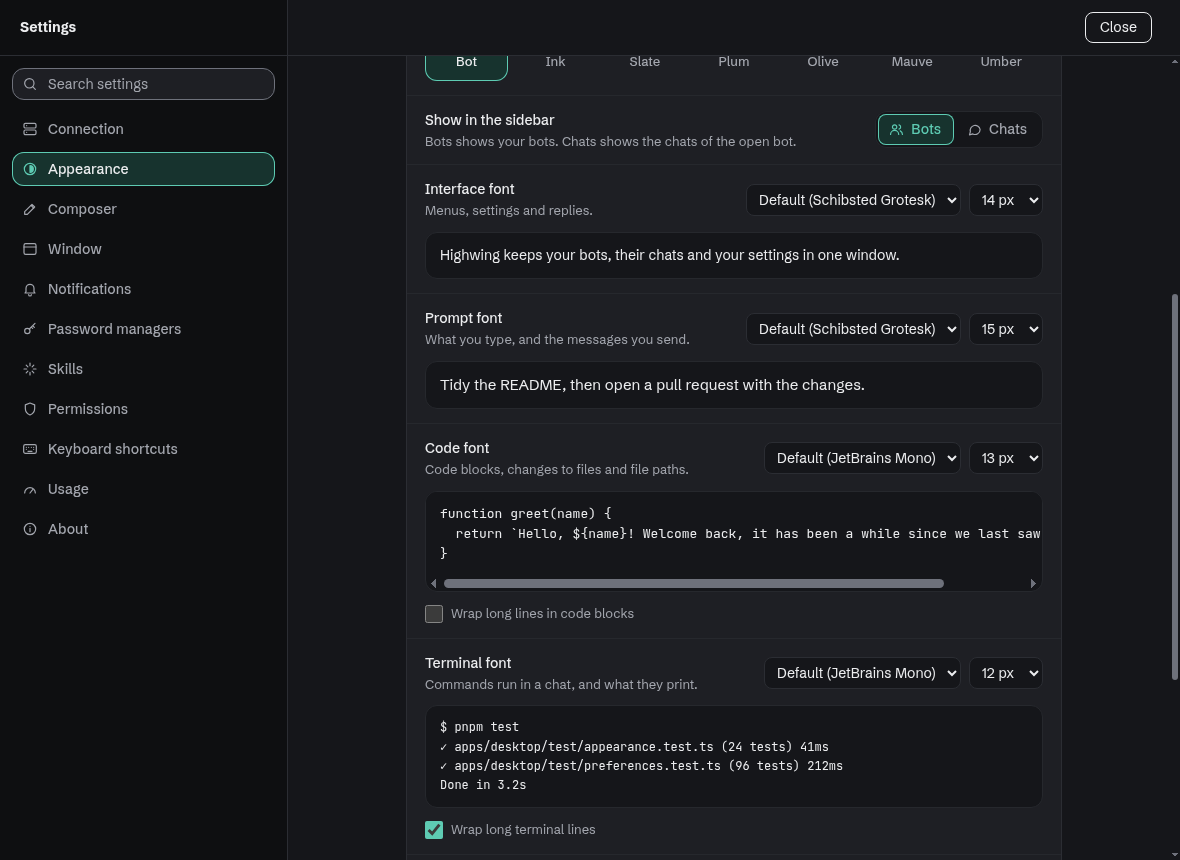 Settings
Close
Search settings
Connection
Appearance
Composer
Window
Notifications
Password managers
Skills
Permissions
Keyboard shortcuts
Usage
About
Bot Ink Slate Plum Olive Mauve Umber
Show in the sidebar
Bots shows your bots. Chats shows the chats of the open bot.
Bots Chats
Interface font
Menus, settings and replies.
Default (Schibsted Grotesk) 14 px
Highwing keeps your bots, their chats and your settings in one window.
Prompt font
What you type, and the messages you send.
Default (Schibsted Grotesk) 15 px
Tidy the README, then open a pull request with the changes.
Code font
Code blocks, changes to files and file paths.
Default (JetBrains Mono) 13 px
function greet(name) {
  return `Hello, ${name}! Welcome back, it has been a while since we last saw
}
Wrap long lines in code blocks
Terminal font
Commands run in a chat, and what they print.
Default (JetBrains Mono) 12 px
$ pnpm test
✓ apps/desktop/test/appearance.test.ts (24 tests) 41ms
✓ apps/desktop/test/preferences.test.ts (96 tests) 212ms
Done in 3.2s
Wrap long terminal lines